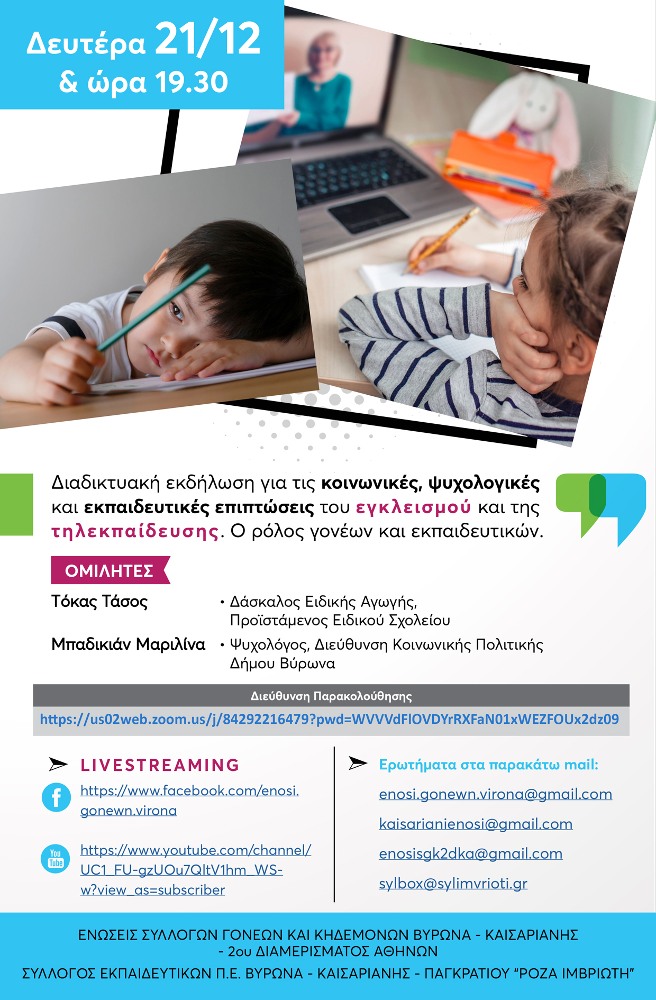 Δευτέρα 21/12
& ώρα 19.30
Διαδικτυακή εκδήλωση για τις κοινωνικές, ψυχολογικές
και εκπαιδευτικές επιπτώσεις του εγκλεισμού και της
τηλεκπαίδευσης. Ο ρόλος γονέων και εκπαιδευτικών.
ΟΜΙΛΗΤΕΣ
Τόκας Τάσος • Δάσκαλος Ειδικής Αγωγής,
Προϊστάμενος Ειδικού Σχολείου
Μπαδικιάν Μαριλίνα • Ψυχολόγος, Διεύθυνση Κοινωνικής Πολιτικής
Δήμου Βύρωνα
Διεύθυνση Παρακολούθησης
https://us02web.zoom.us/j/84292216479?pwd=WVVVdFlOVDYrRXFaN01xWEZFOUx2dz09
LIVESTREAMING
https://www.facebook.com/enosi.
gonewn.virona
You
Tube
https://www.youtube.com/channel/
UC1_FU-gzUOu7QltV1hm_WS-
w?view_as=subscriber
Ερωτήματα στα παρακάτω mail:
enosi.gonewn.virona@gmail.com
kaisarianienosi@gmail.com
enosisgk2dka@gmail.com
sylbox@sylimvrioti.gr
ΕΝΩΣΕΙΣ ΣΥΛΛΟΓΩΝ ΓΟΝΕΩΝ ΚΑΙ ΚΗΔΕΜΟΝΩΝ ΒΥΡΩΝΑ - ΚΑΙΣΑΡΙΑΝΗΣ
- 2ου ΔΙΑΜΕΡΙΣΜΑΤΟΣ ΑΘΗΝΩΝ
ΣΥΛΛΟΓΟΣ ΕΚΠΑΙΔΕΥΤΙΚΩΝ Π.Ε. ΒΥΡΩΝΑ - ΚΑΙΣΑΡΙΑΝΗΣ - ΠΑΓΚΡΑΤΙΟΥ “ΡΟΖΑ ΙΜΒΡΙΩΤΗ”